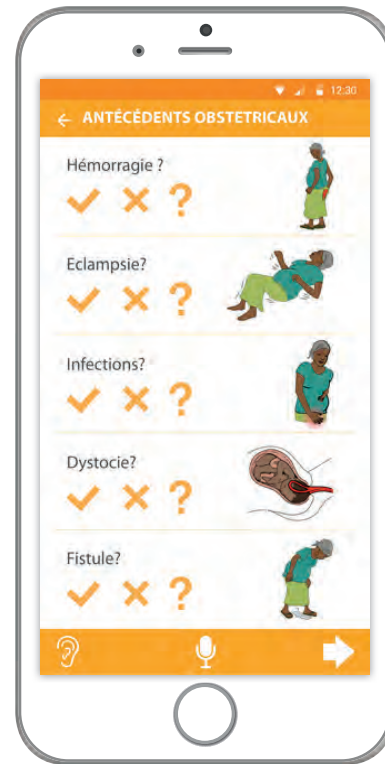 12:30
ANTÉCÉDENTS OBSTETRICAUX
Hémorragie ?
?
Eclampsie?
?
Infections?
?
Dystocie?
?
Fistule?
?